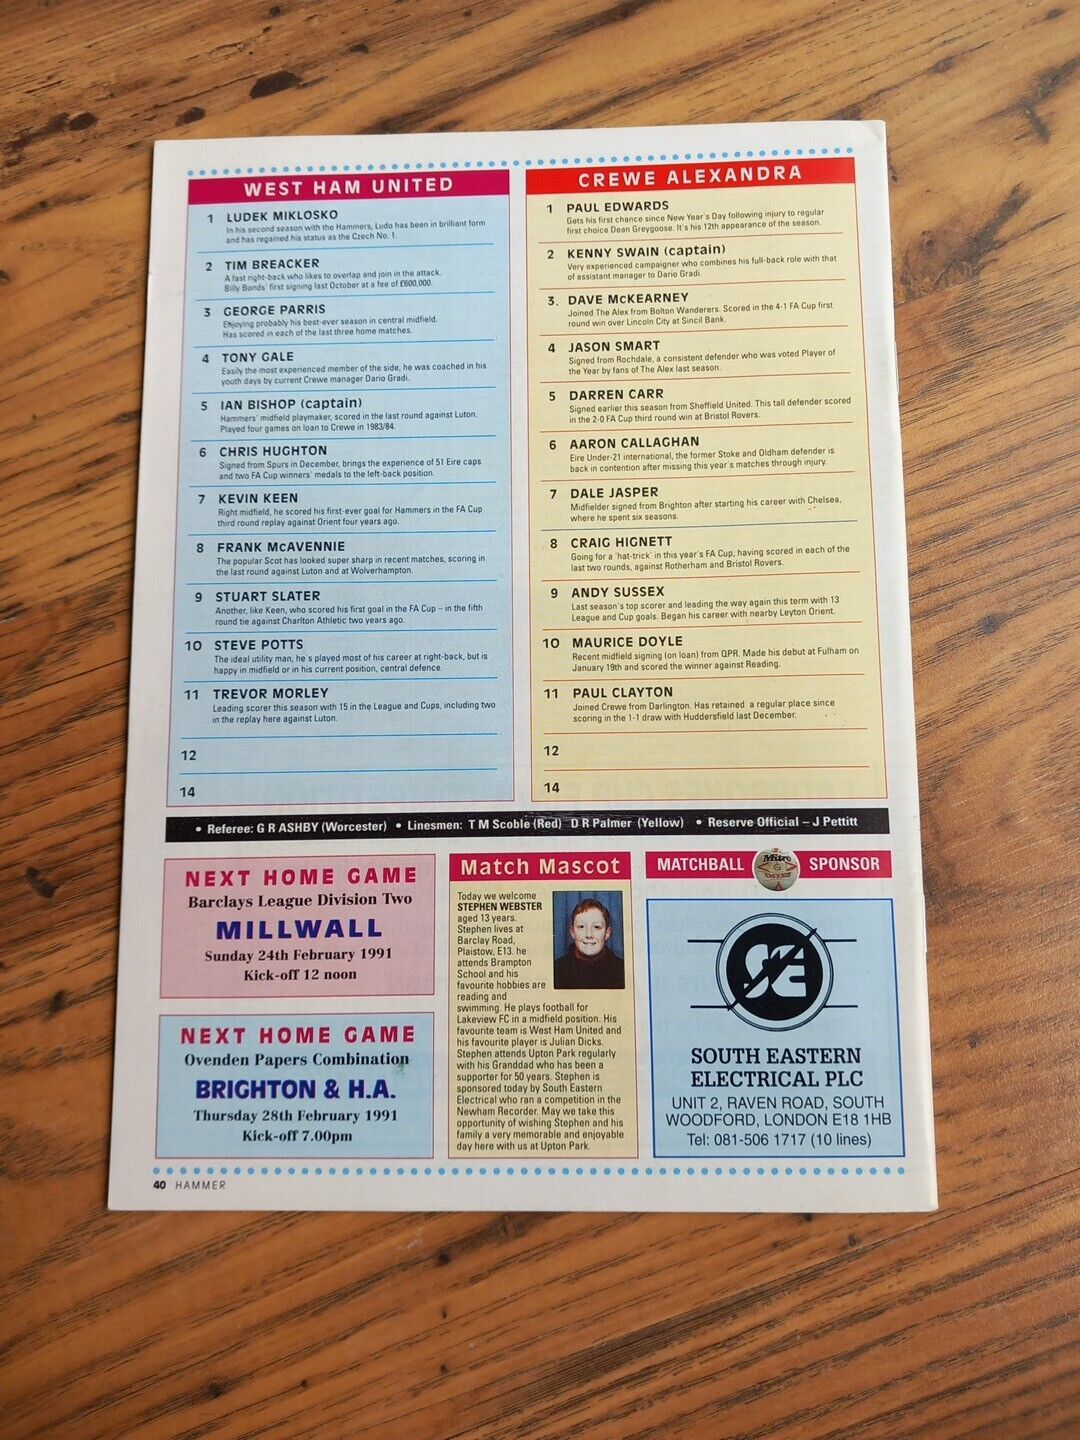 WEST HAM UNITED
1 LUDEK MIKLOSKO
In his second season with the Hammers, Ludo has been in brilliant form
and has regained his status as the Czech No. 1.
2 TIM BREACKER
A fast right-back who likes to overlap and join in the attack.
Billy Bonds' first signing last October at a fee of £600,000.
3 GEORGE PARRIS
Enjoying probably his best-ever season in central midfield.
Has scored in each of the last three home matches.
4 TONY GALE
Easily the most experienced member of the side, he was coached in his
youth days by current Crewe manager Dario Gradi.
5 IAN BISHOP (captain)
Hammers' midfield playmaker, scored in the last round against Luton.
Played four games on loan to Crewe in 1983/84.
6 CHRIS HUGHTON
Signed from Spurs in December, brings the experience of 51 Eire caps
and two FA Cup winners' medals to the left-back position.
7 KEVIN KEEN
Right midfield, he scored his first-ever goal for Hammers in the FA Cup
third round replay against Orient four years ago.
8 FRANK McAVENNIE
The popular Scot has looked super sharp in recent matches, scoring in
the last round against Luton and at Wolverhampton.
9 STUART SLATER
Another, like Keen, who scored his first goal in the FA Cup – in the fifth
round tie against Charlton Athletic two years ago.
10 STEVE POTTS
The ideal utility man, he's played most of his career at right-back, but is
happy in midfield or in his current position, central defence.
11 TREVOR MORLEY
Leading scorer this season with 15 in the League and Cups, including two
in the replay here against Luton.
12
14
CREWE ALEXANDRA
1 PAUL EDWARDS
Gets his first chance since New Year's Day following injury to regular
first choice Dean Greygoose. It's his 12th appearance of the season.
2 KENNY SWAIN (captain)
Very experienced campaigner who combines his full-back role with that
of assistant manager to Dario Gradi.
3. DAVE McKEARNEY
Joined The Alex from Bolton Wanderers. Scored in the 4-1 FA Cup first
round win over Lincoln City at Sincil Bank.
4 JASON SMART
Signed from Rochdale, a consistent defender who was voted Player of
the Year by fans of The Alex last season.
5 DARREN CARR
Signed earlier this season from Sheffield United. This tall defender scored
in the 2-0 FA Cup third round win at Bristol Rovers.
6 AARON CALLAGHAN
Eire Under-21 international, the former Stoke and Oldham defender is
back in contention after missing this year's matches through injury.
7 DALE JASPER
Midfielder signed from Brighton after starting his career with Chelsea,
where he spent six seasons.
8 CRAIG HIGNETT
Going for a 'hat-trick' in this year's FA Cup, having scored in each of the
last two rounds, against Rotherham and Bristol Rovers.
9 ANDY SUSSEX
Last season's top scorer and leading the way again this term with 13
League and Cup goals. Began his career with nearby Leyton Orient.
10 MAURICE DOYLE
Recent midfield signing (on loan) from QPR. Made his debut at Fulham on
January 19th and scored the winner against Reading.
11 PAUL CLAYTON
Joined Crewe from Darlington. Has retained a regular place since
scoring in the 1-1 draw with Huddersfield last December.
12
14
• Referee: G R ASHBY (Worcester) • Linesmen: T M Scoble (Red) D R Palmer (Yellow) • Reserve Official – J Pettitt
NEXT HOME GAME
Barclays League Division Two
MILLWALL
Sunday 24th February 1991
Kick-off 12 noon
NEXT HOME GAME
Ovenden Papers Combination
BRIGHTON & H.A.
Thursday 28th February 1991
Kick-off 7.00pm
Match Mascot
Today we welcome
STEPHEN WEBSTER
aged 13 years.
Stephen lives at
Barclay Road,
Plaistow, E13. he
attends Brampton
School and his
favourite hobbies are
reading and
swimming. He plays football for
Lakeview FC in a midfield position. His
favourite team is West Ham United and
his favourite player is Julian Dicks.
Stephen attends Upton Park regularly
with his Granddad who has been a
supporter for 50 years. Stephen is
sponsored today by South Eastern
Electrical who ran a competition in the
Newham Recorder. May we take this
opportunity of wishing Stephen and his
family a very memorable and enjoyable
day here with us at Upton Park.
MATCHBALL Mitre SPONSOR
SE
SOUTH EASTERN
ELECTRICAL PLC
UNIT 2, RAVEN ROAD, SOUTH
WOODFORD, LONDON E18 1HB
Tel: 081-506 1717 (10 lines)
40 HAMMER